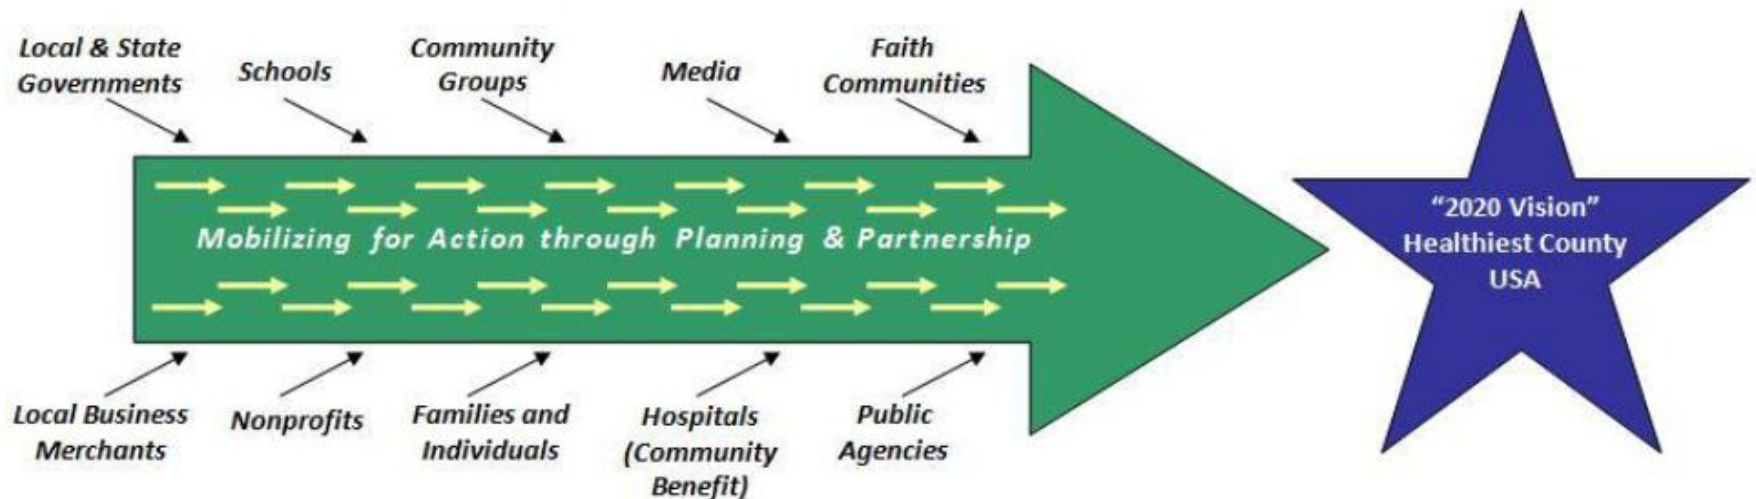 Local & State
Governments
Schools
Community
Groups
Media
Faith
Communities
Mobilizing for Action through Planning & Partnership
"2020 Vision"
Healthiest County
USA
Local Business
Merchants
Nonprofits
Families and
Individuals
Hospitals
(Community
Benefit)
Public
Agencies